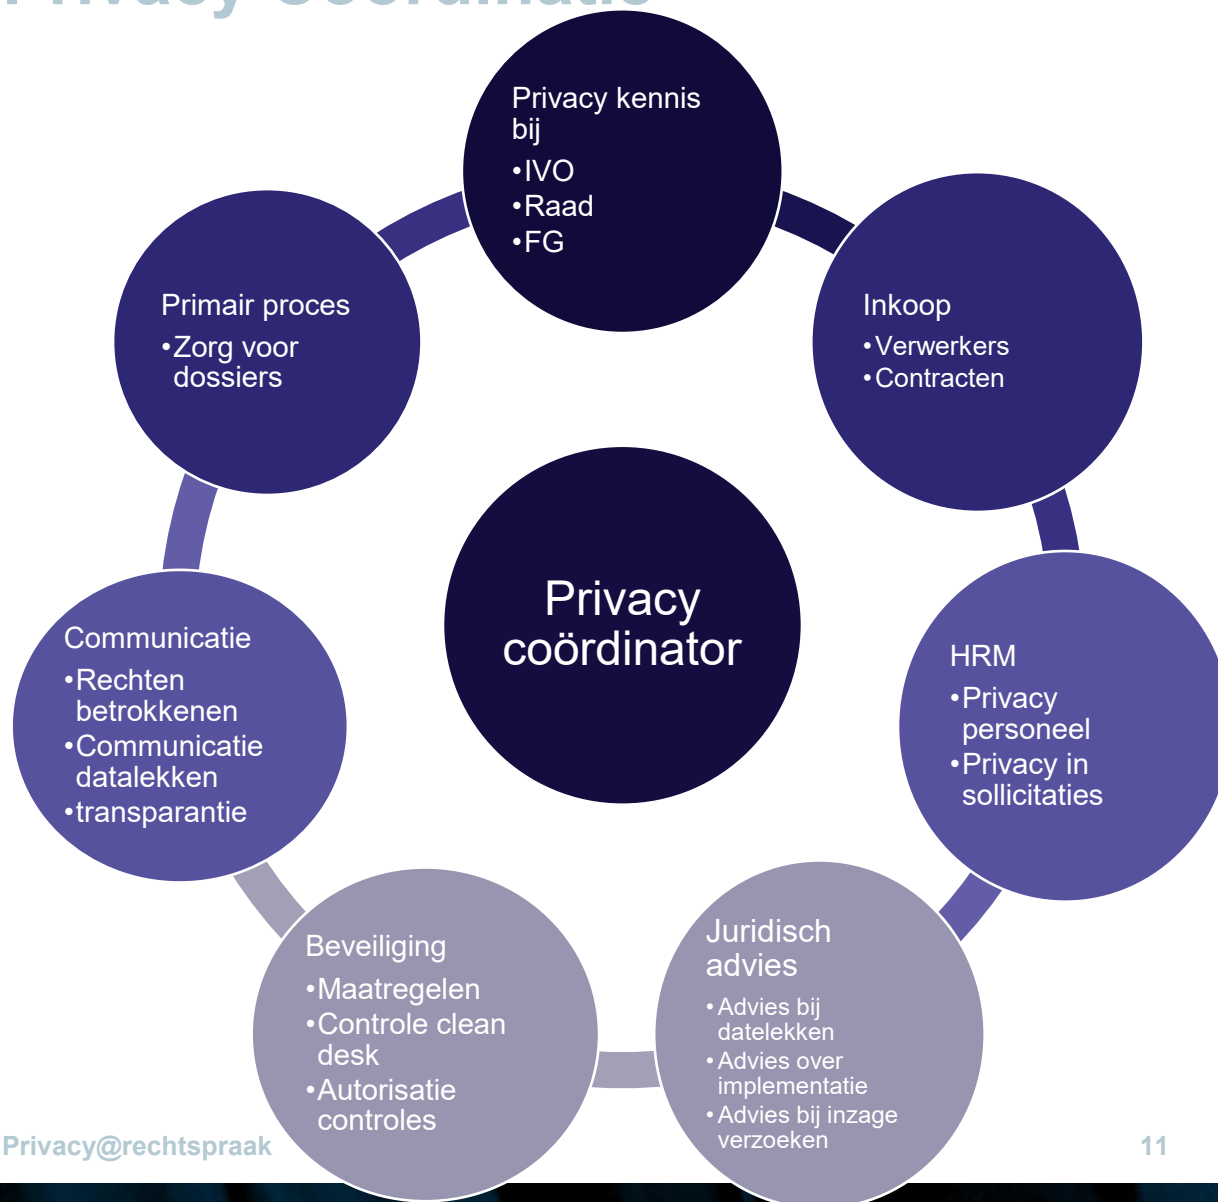 Privacy Coördinatie
Privacy kennis
bij
•IVO
•Raad
•FG
Inkoop
•Verwerkers
•Contracten
HRM
•Privacy
personeel
•Privacy in
sollicitaties
Juridisch
advies
•Advies bij
datelekken
•Advies over
implementatie
•Advies bij inzage
verzoeken
Beveiliging
•Maatregelen
•Controle clean
desk
•Autorisatie
controles
Communicatie
•Rechten
betrokkenen
•Communicatie
datalekken
•transparantie
Primair proces
•Zorg voor
dossiers
Privacy
coördinator
Privacy@rechtspraak
11